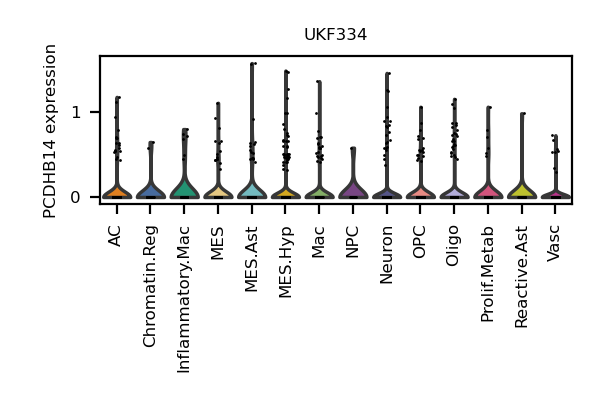 UKF334
PCDHB14 expression
1
0
AC
Chromatin.Reg
Inflammatory.Mac
MES
MES.Ast
MES.Hyp
Mac
NPC
Neuron
OPC
Oligo
Prolif.Metab
Reactive.Ast
Vasc